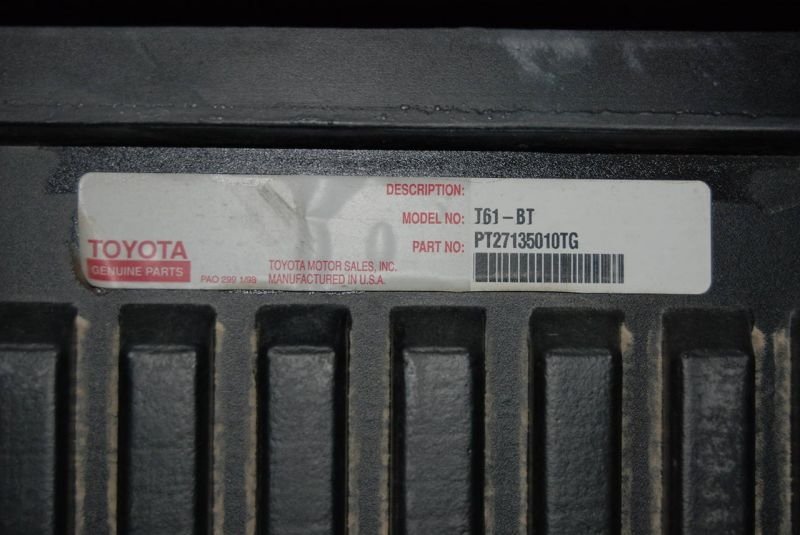 DESCRIPTION:
MODEL NO: T61-BT
PART NO: PT27135010TG
TOYOTA
GENUINE PARTS
PAO 299 1/98
TOYOTA MOTOR SALES, INC.
MANUFACTURED IN U.S.A.